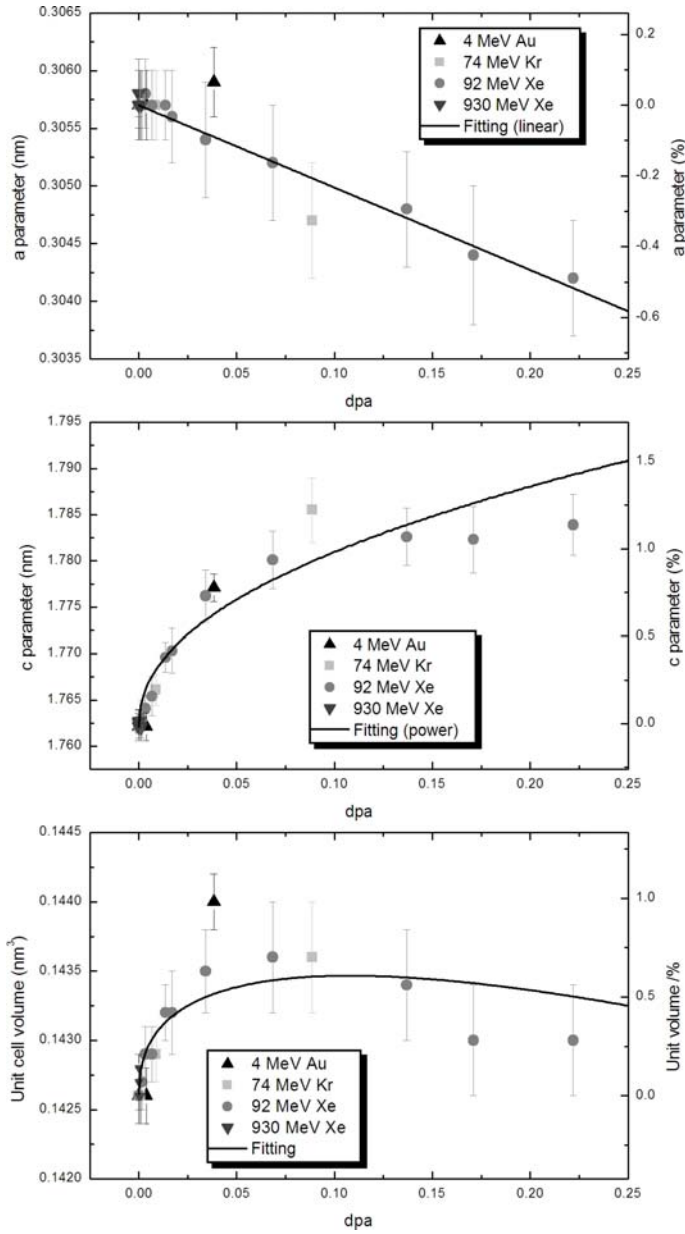 0.3065
0.3060
0.3055
0.3050
0.3045
0.3040
0.3035
a parameter (nm)
0.2
0.0
-0.2
-0.4
-0.6
a parameter (%)
4 MeV Au
74 MeV Kr
92 MeV Xe
930 MeV Xe
Fitting (linear)
0.00 0.05 0.10 0.15 0.20 0.25
dpa
1.795
1.790
1.785
1.780
1.775
1.770
1.765
1.760
c parameter (nm)
1.5
1.0
0.5
0.0
c parameter (%)
4 MeV Au
74 MeV Kr
92 MeV Xe
930 MeV Xe
Fitting (power)
0.00 0.05 0.10 0.15 0.20 0.25
dpa
0.1445
0.1440
0.1435
0.1430
0.1425
0.1420
Unit cell volume (nm³)
1.0
0.5
0.0
Unit volume /%
4 MeV Au
74 MeV Kr
92 MeV Xe
930 MeV Xe
Fitting
0.00 0.05 0.10 0.15 0.20 0.25
dpa